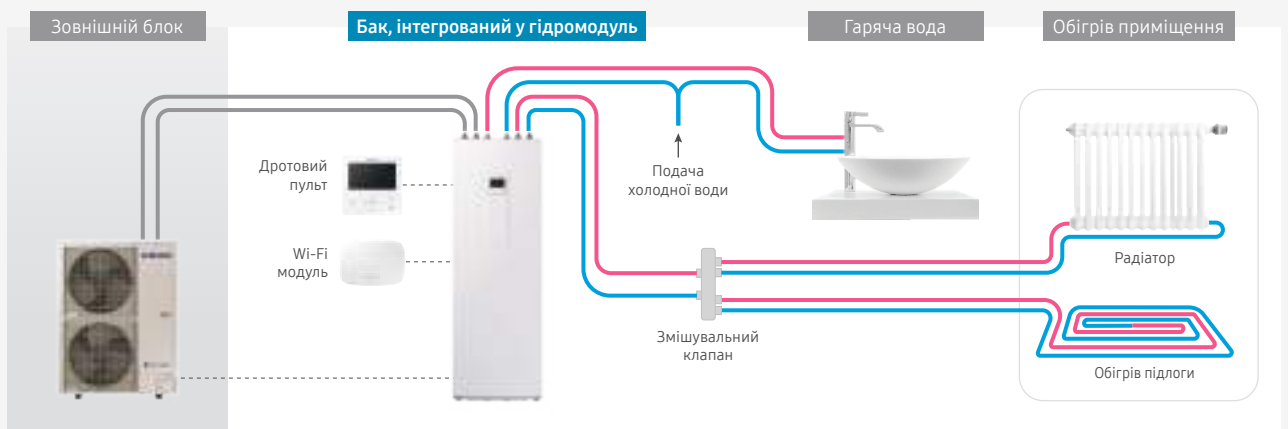 Зовнішній блок
Бак, інтегрований у гідромодуль
Гаряча вода
Обігрів приміщення
Дротовий
пульт
Подача
холодної води
Wi-Fi
модуль
Радіатор
Змішувальний
клапан
Обігрів підлоги